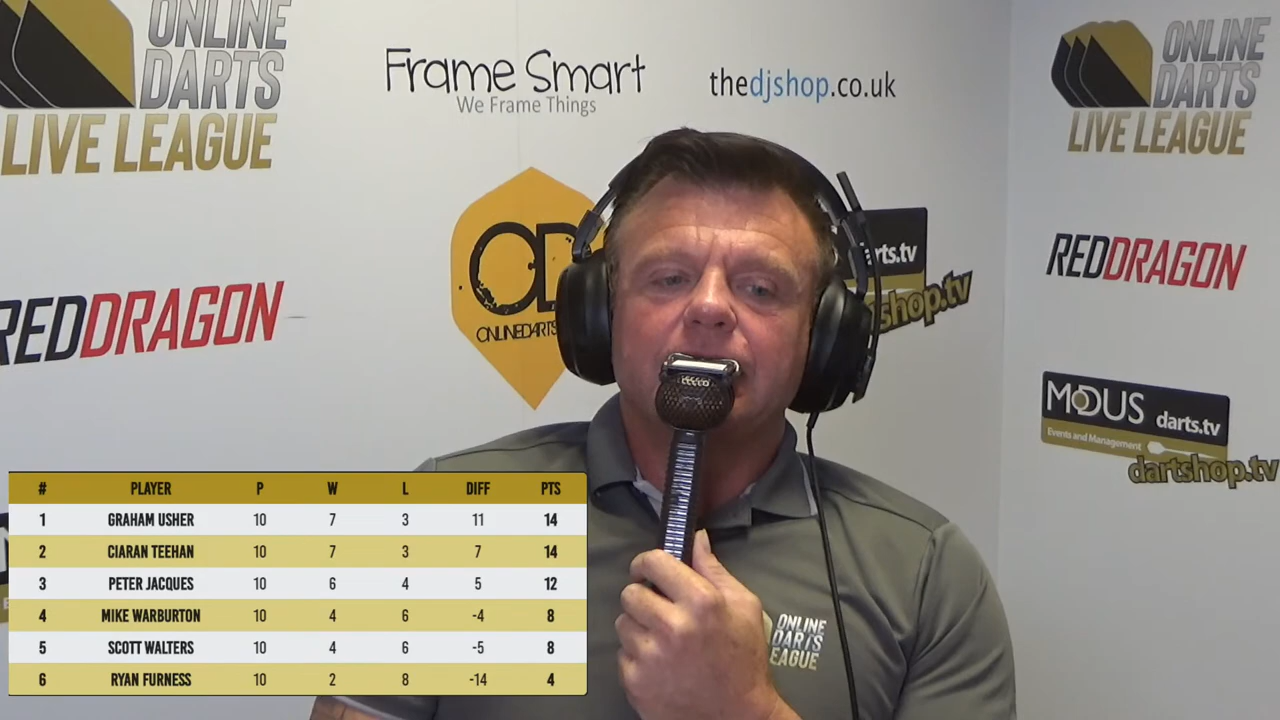 ONLINE
DARTS
LIVE LEAGUE
Frame Smart
We Frame Things
thedjshop.co.uk
ONLINE
DARTS
LIVE LEAGUE
OD
darts.tv
shop.tv
REDDRAGON
REDDRAGON
MODUS darts.tv
Events and Management
dartshop.tv
# PLAYER P W L DIFF PTS
1 GRAHAM USHER 10 7 3 11 14
2 CIARAN TEEHAN 10 7 3 7 14
3 PETER JACQUES 10 6 4 5 12
4 MIKE WARBURTON 10 4 6 -4 8
5 SCOTT WALTERS 10 4 6 -5 8
6 RYAN FURNESS 10 2 8 -14 4
ONLINE
DARTS
LEAGUE